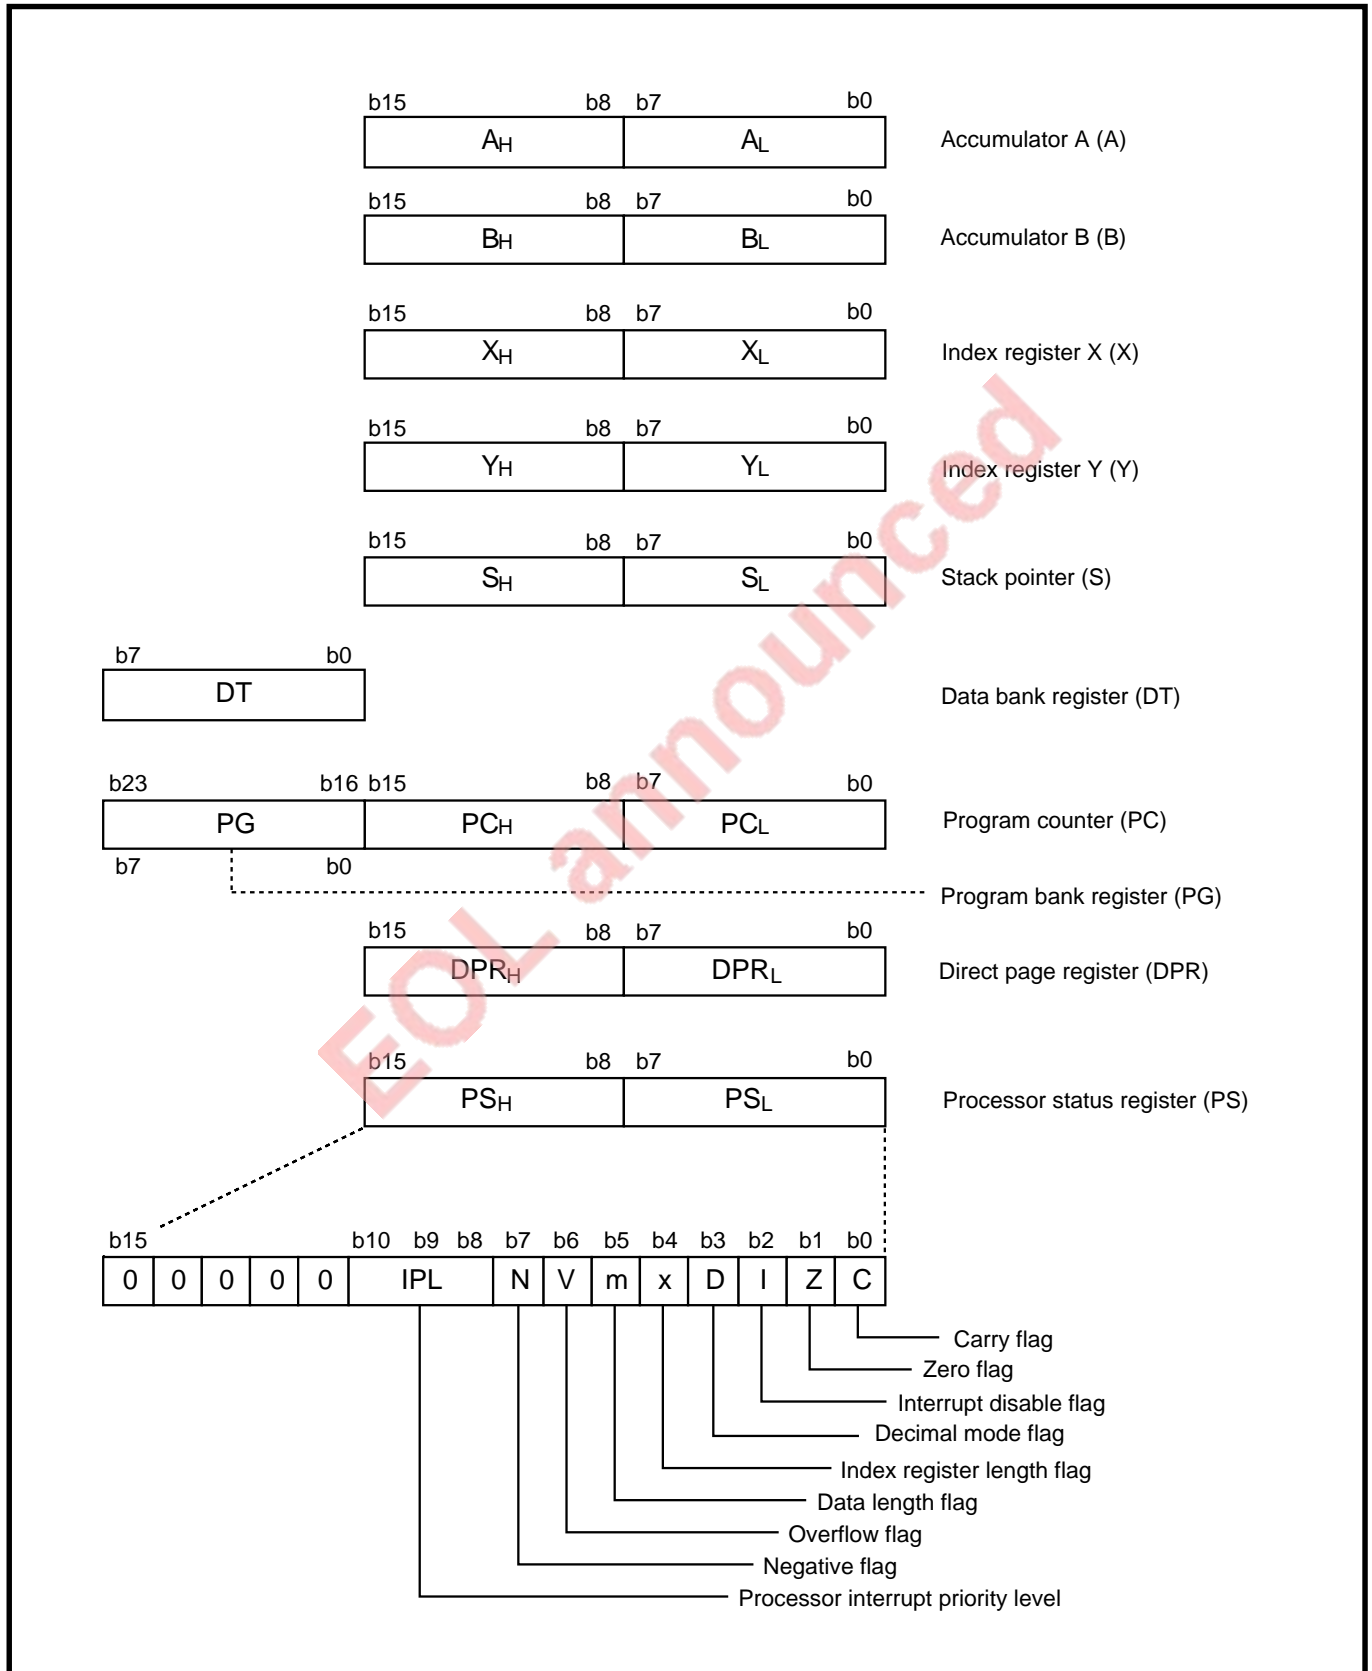 b15 b8 b7 b0
AH AL Accumulator A (A)
b15 b8 b7 b0
BH BL Accumulator B (B)
b15 b8 b7 b0
XH XL Index register X (X)
b15 b8 b7 b0
YH YL Index register Y (Y)
b15 b8 b7 b0
SH SL Stack pointer (S)
b7 b0
DT Data bank register (DT)
b23 b16 b15 b8 b7 b0
PG PCH PCL Program counter (PC)
b7 b0
Program bank register (PG)
b15 b8 b7 b0
DPRH DPRL Direct page register (DPR)
b15 b8 b7 b0
PSH PSL Processor status register (PS)
b15 b10 b9 b8 b7 b6 b5 b4 b3 b2 b1 b0
0 0 0 0 0 IPL N V m x D I Z C
Carry flag
Zero flag
Interrupt disable flag
Decimal mode flag
Index register length flag
Data length flag
Overflow flag
Negative flag
Processor interrupt priority level
EOL announced